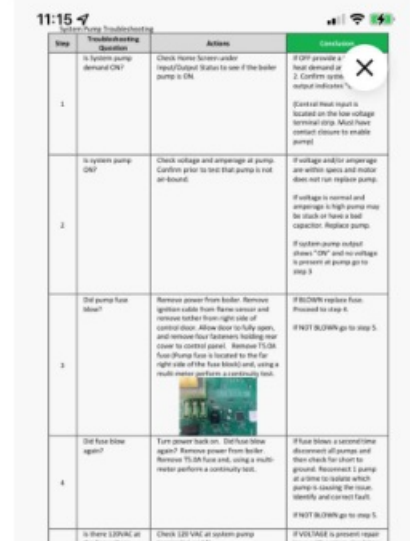 11:15
System Pump Troubleshooting
Step
Troubleshooting
Question
Actions
Conclusion
1
Is System pump
demand ON?
Check Home Screen under
Input/Output Status to see if the boiler
pump is ON.
If OFF provide a
heat demand
2. Confirm system
output indicates
(Central Heat input is
located on the low voltage
terminal strip. Must have
contact closure to enable
pump)
2
Is system pump
ON?
Check voltage and amperage at pump.
Confirm prior to test that pump is not
air-bound.
If voltage and/or amperage
are within specs and motor
does not run replace pump.
If voltage is normal and
amperage is high pump may
be stuck or have a bad
capacitor. Replace pump.
If system pump output
shows "ON" and no voltage
is present at pump go to
step 3
3
Did pump fuse
blow?
Remove power from boiler. Remove
ignition cable from flame sensor and
remove tether from right side of
control door. Allow door to fully open,
and remove four fasteners holding rear
cover to control panel. Remove T5.0A
fuse (Pump fuse is located to the far
right side of the fuse block) and, using a
multi-meter perform a continuity test.
If BLOWN replace fuse.
Proceed to step 4.
If NOT BLOWN go to step 5.
4
Did fuse blow
again?
Turn power back on. Did fuse blow
again? Remove power from boiler.
Remove T5.0A fuse and, using a multi-
meter perform a continuity test.
If fuse blows a second time
disconnect all pumps and
then check for short to
ground. Reconnect 1 pump
at a time to isolate which
pump is causing the issue.
Identify and correct fault.
If NOT BLOWN go to step 5.
Is there 120VAC at
Check 120 VAC at system pump
If VOLTAGE is present repair